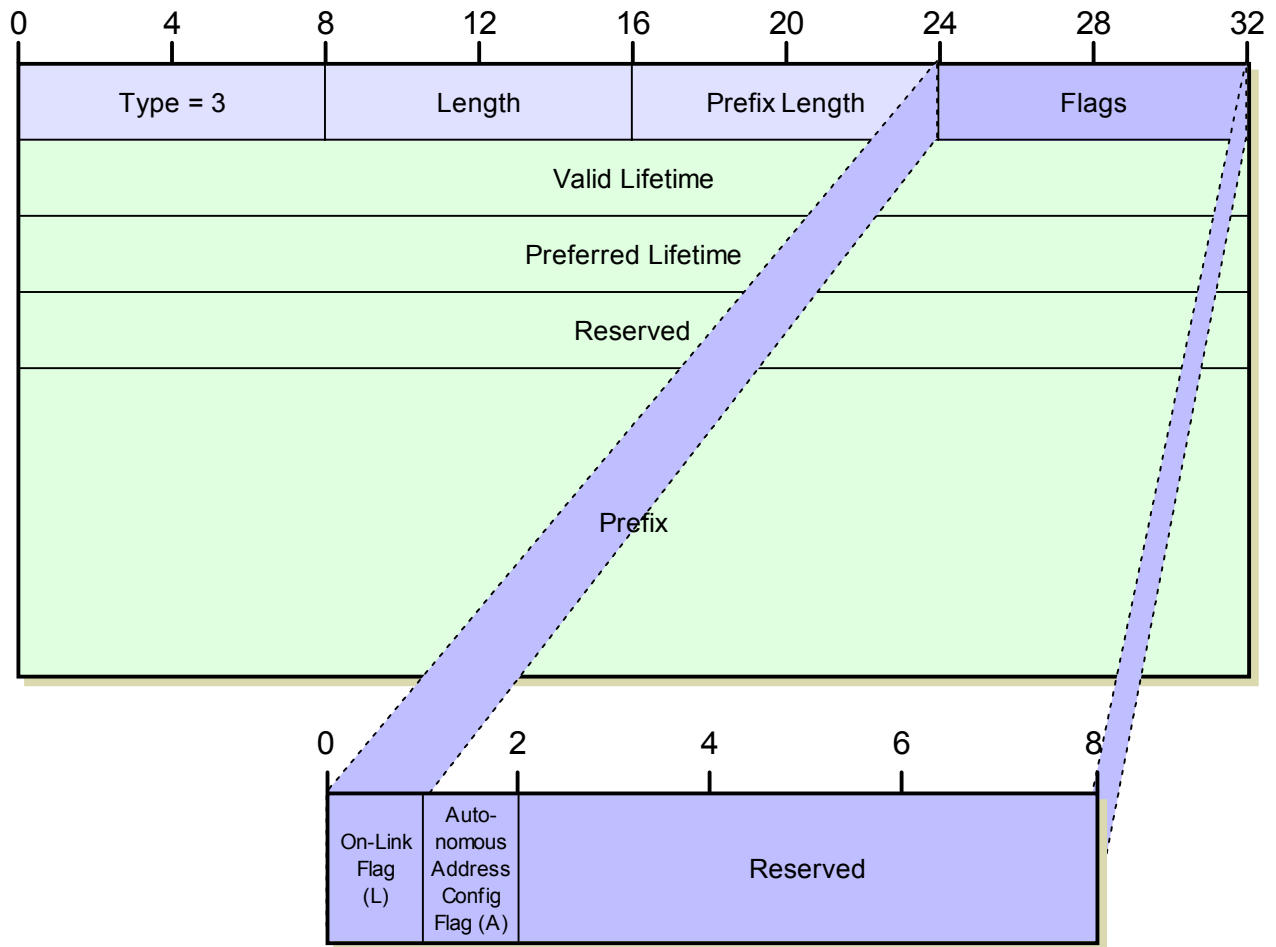 0 4 8 12 16 20 24 28 32
Type = 3 Length Prefix Length Flags
Valid Lifetime
Preferred Lifetime
Reserved
Prefix
0 2 4 6 8
On-Link
Flag
(L)
Auto-
nomous
Address
Config
Flag (A)
Reserved